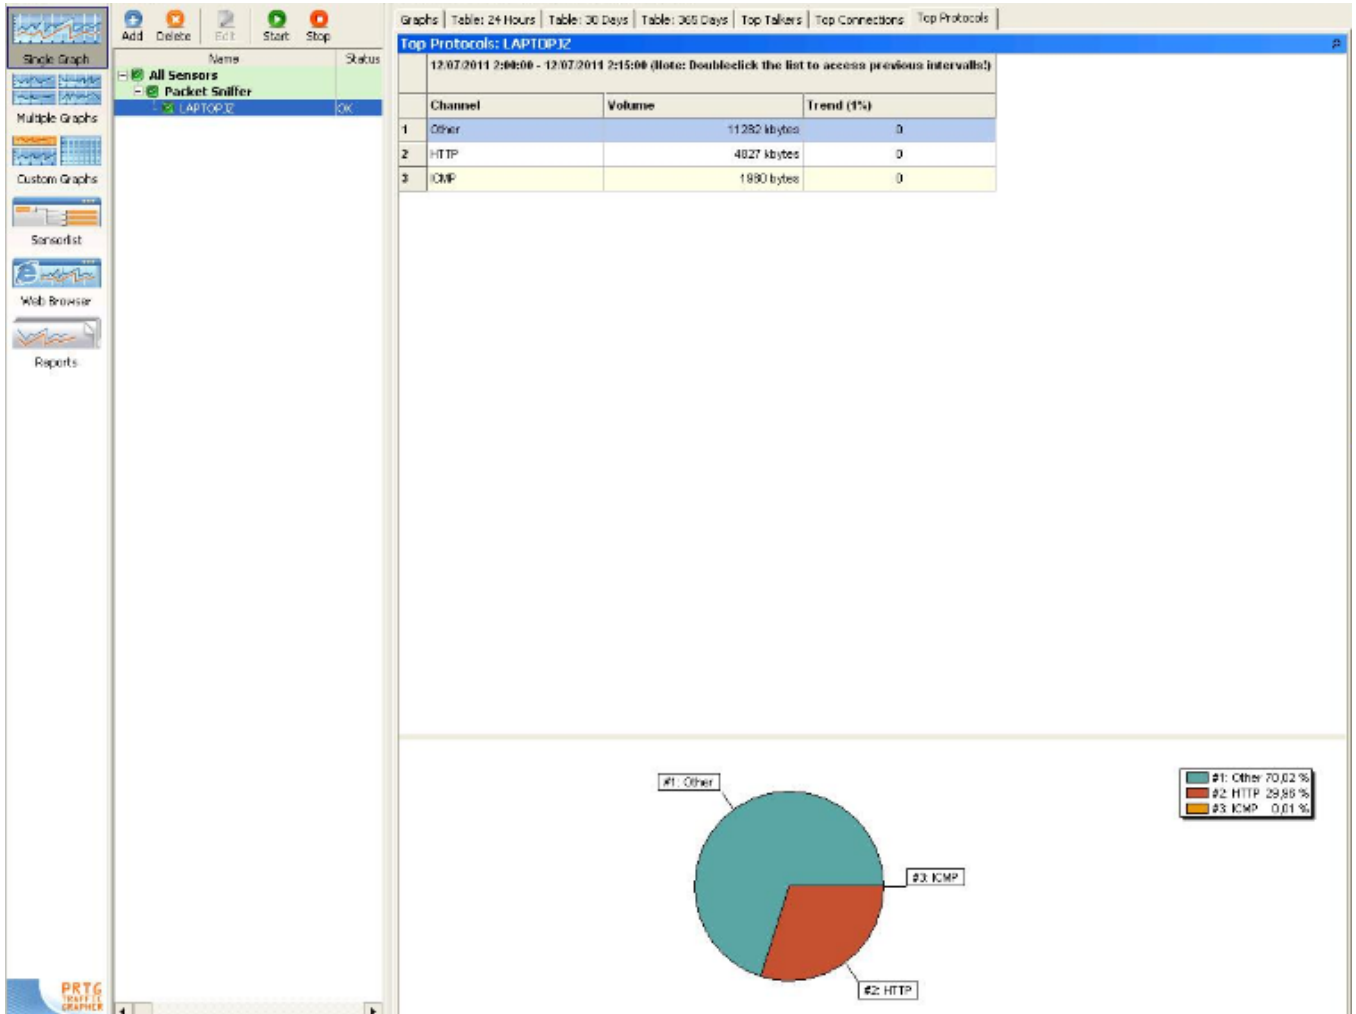 Single Graph
Multiple Graphs
Custom Graphs
Sensorlist
Web Browser
Reports
PRTG
TRAFFIC
GRAPHER
Add Delete Edit Start Stop
Name Status
All Sensors
Packet Sniffer
LAPTOPJZ OK
Graphs Table: 24 Hours Table: 30 Days Table: 365 Days Top Talkers Top Connections Top Protocols
Top Protocols: LAPTOPJZ
12/07/2011 2:00:00 - 12/07/2011 2:15:00 (Note: Doubleclick the list to access previous intervalls!)
Channel Volume Trend (1%)
1 Other 11282 kbytes 0
2 HTTP 4827 kbytes 0
3 ICMP 1980 bytes 0
#1: Other
#3: ICMP
#2: HTTP
#1: Other 70,02 %
#2: HTTP 29,96 %
#3: ICMP 0,01 %